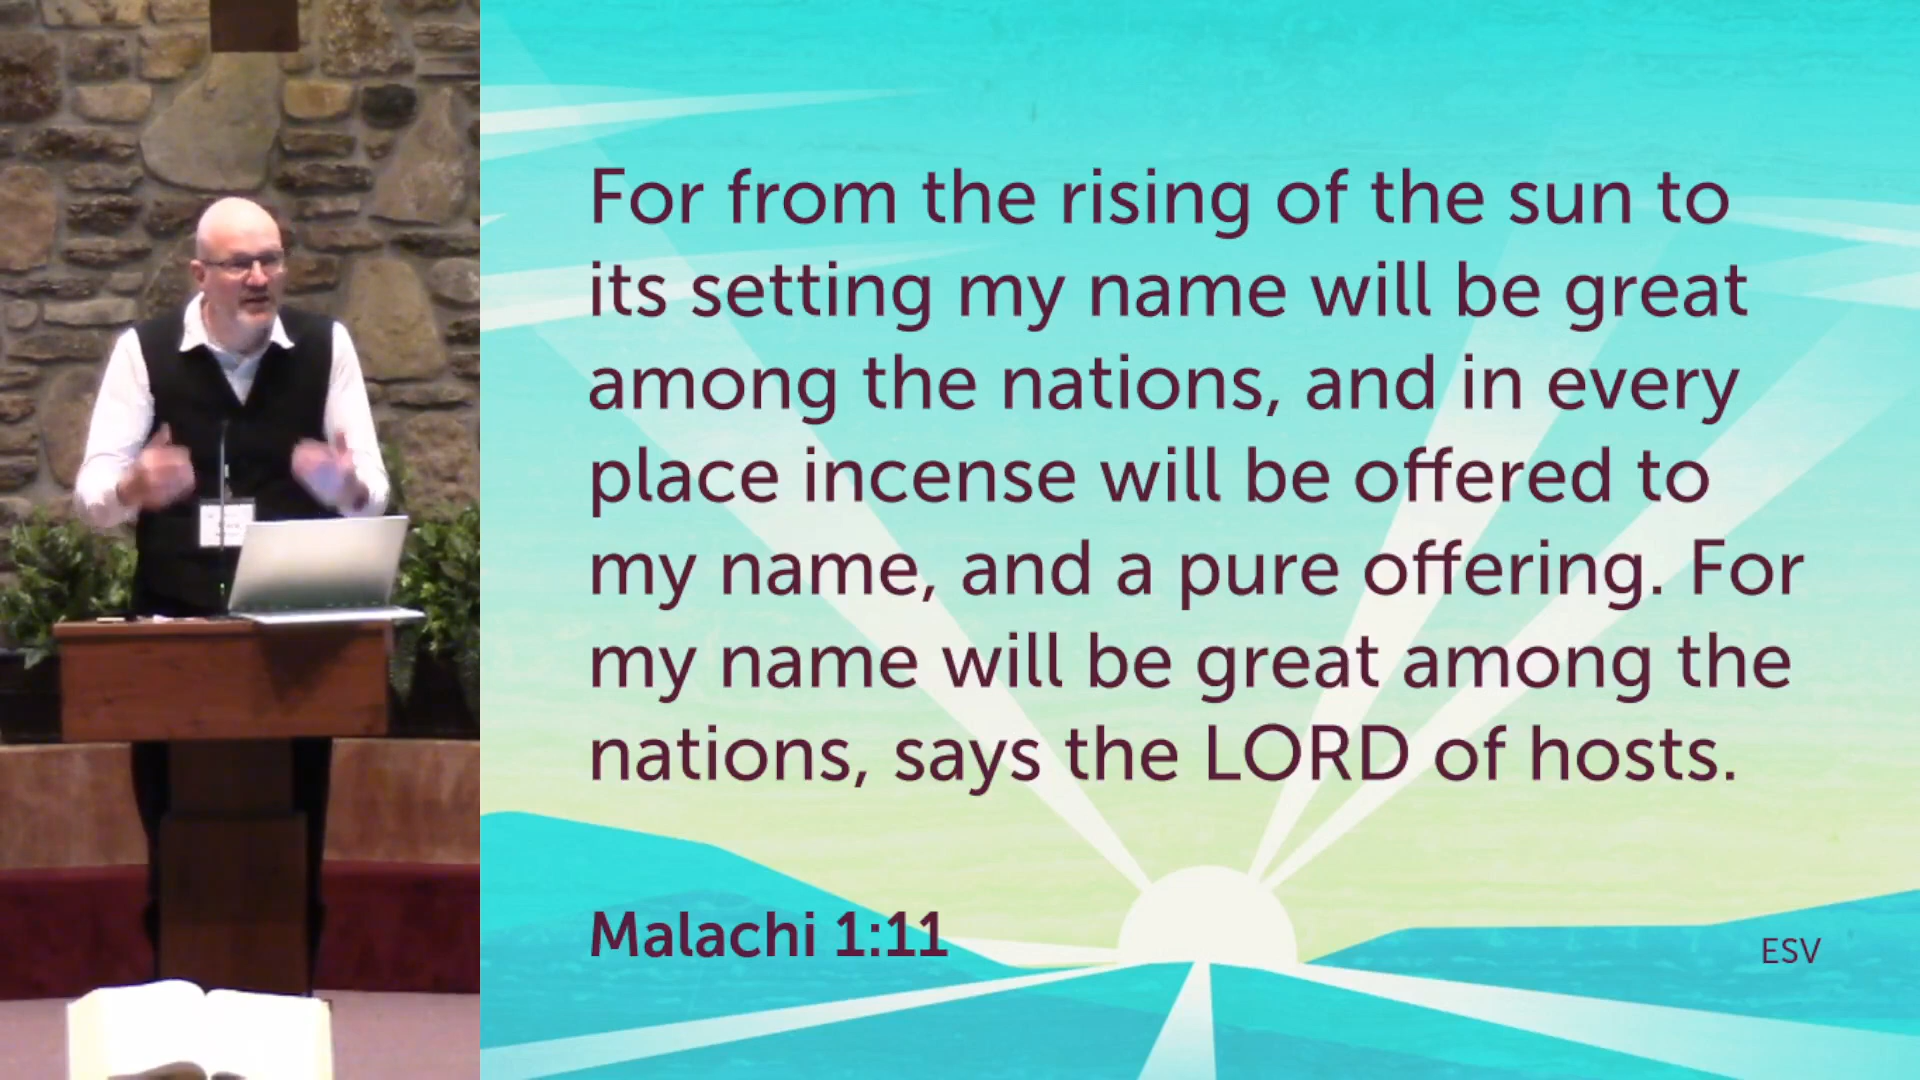 For from the rising of the sun to
its setting my name will be great
among the nations, and in every
place incense will be offered to
my name, and a pure offering. For
my name will be great among the
nations, says the LORD of hosts.
Malachi 1:11
ESV